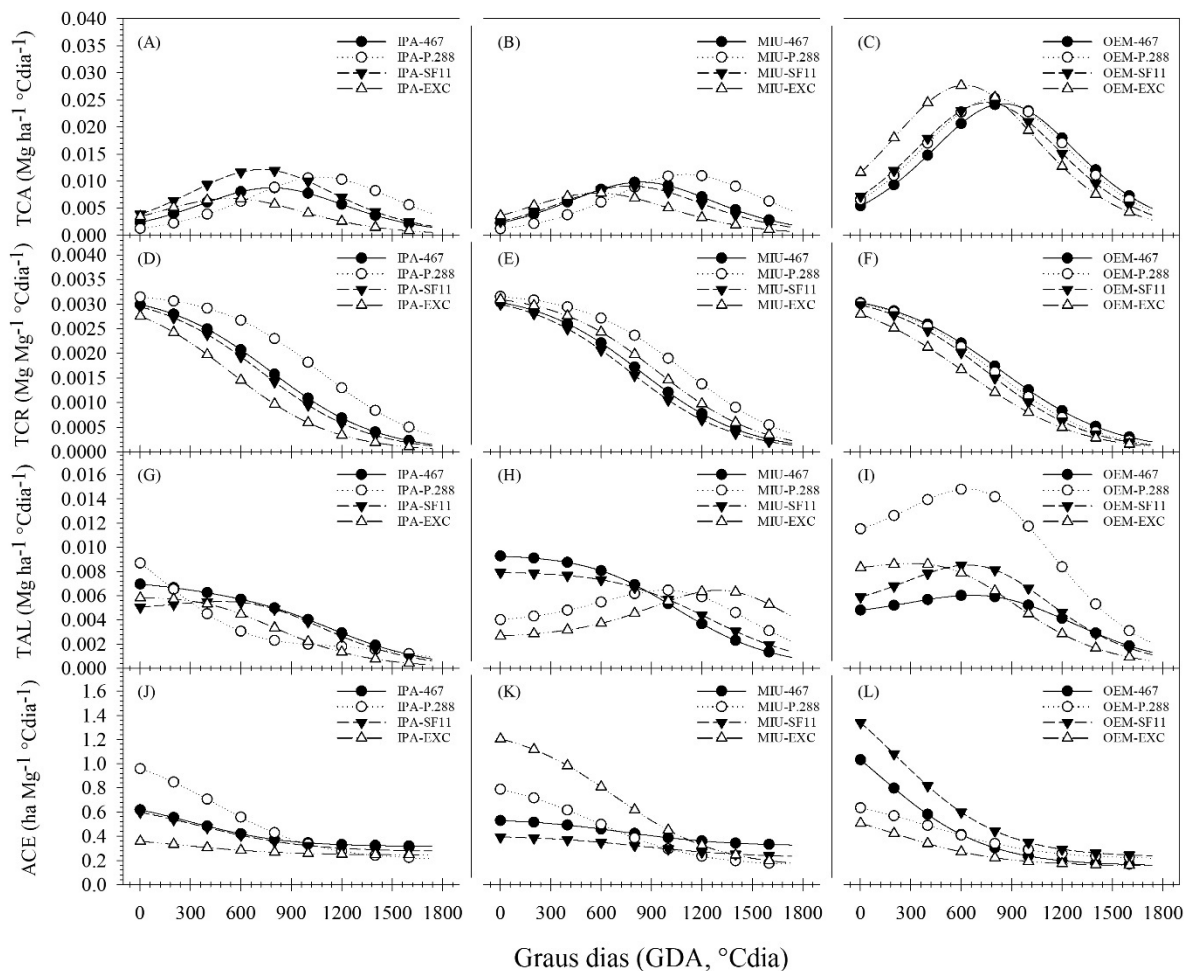 0.040
0.035
0.030
0.025
0.020
0.015
0.010
0.005
0.000
TCA (Mg ha⁻¹ °Cdia⁻¹)
(A)
IPA-467
IPA-P.288
IPA-SF11
IPA-EXC
(B)
MIU-467
MIU-P.288
MIU-SF11
MIU-EXC
(C)
OEM-467
OEM-P.288
OEM-SF11
OEM-EXC
0.0040
0.0035
0.0030
0.0025
0.0020
0.0015
0.0010
0.0005
0.0000
TCR (Mg Mg⁻¹ °Cdia⁻¹)
(D)
IPA-467
IPA-P.288
IPA-SF11
IPA-EXC
(E)
MIU-467
MIU-P.288
MIU-SF11
MIU-EXC
(F)
OEM-467
OEM-P.288
OEM-SF11
OEM-EXC
0.016
0.014
0.012
0.010
0.008
0.006
0.004
0.002
0.000
TAL (Mg ha⁻¹ °Cdia⁻¹)
(G)
IPA-467
IPA-P.288
IPA-SF11
IPA-EXC
(H)
MIU-467
MIU-P.288
MIU-SF11
MIU-EXC
(I)
OEM-467
OEM-P.288
OEM-SF11
OEM-EXC
1.6
1.4
1.2
1.0
0.8
0.6
0.4
0.2
0.0
ACE (ha Mg⁻¹ °Cdia⁻¹)
(J)
IPA-467
IPA-P.288
IPA-SF11
IPA-EXC
(K)
MIU-467
MIU-P.288
MIU-SF11
MIU-EXC
(L)
OEM-467
OEM-P.288
OEM-SF11
OEM-EXC
0 300 600 900 1200 1500 1800
0 300 600 900 1200 1500 1800
0 300 600 900 1200 1500 1800
Graus dias (GDA, °Cdia)